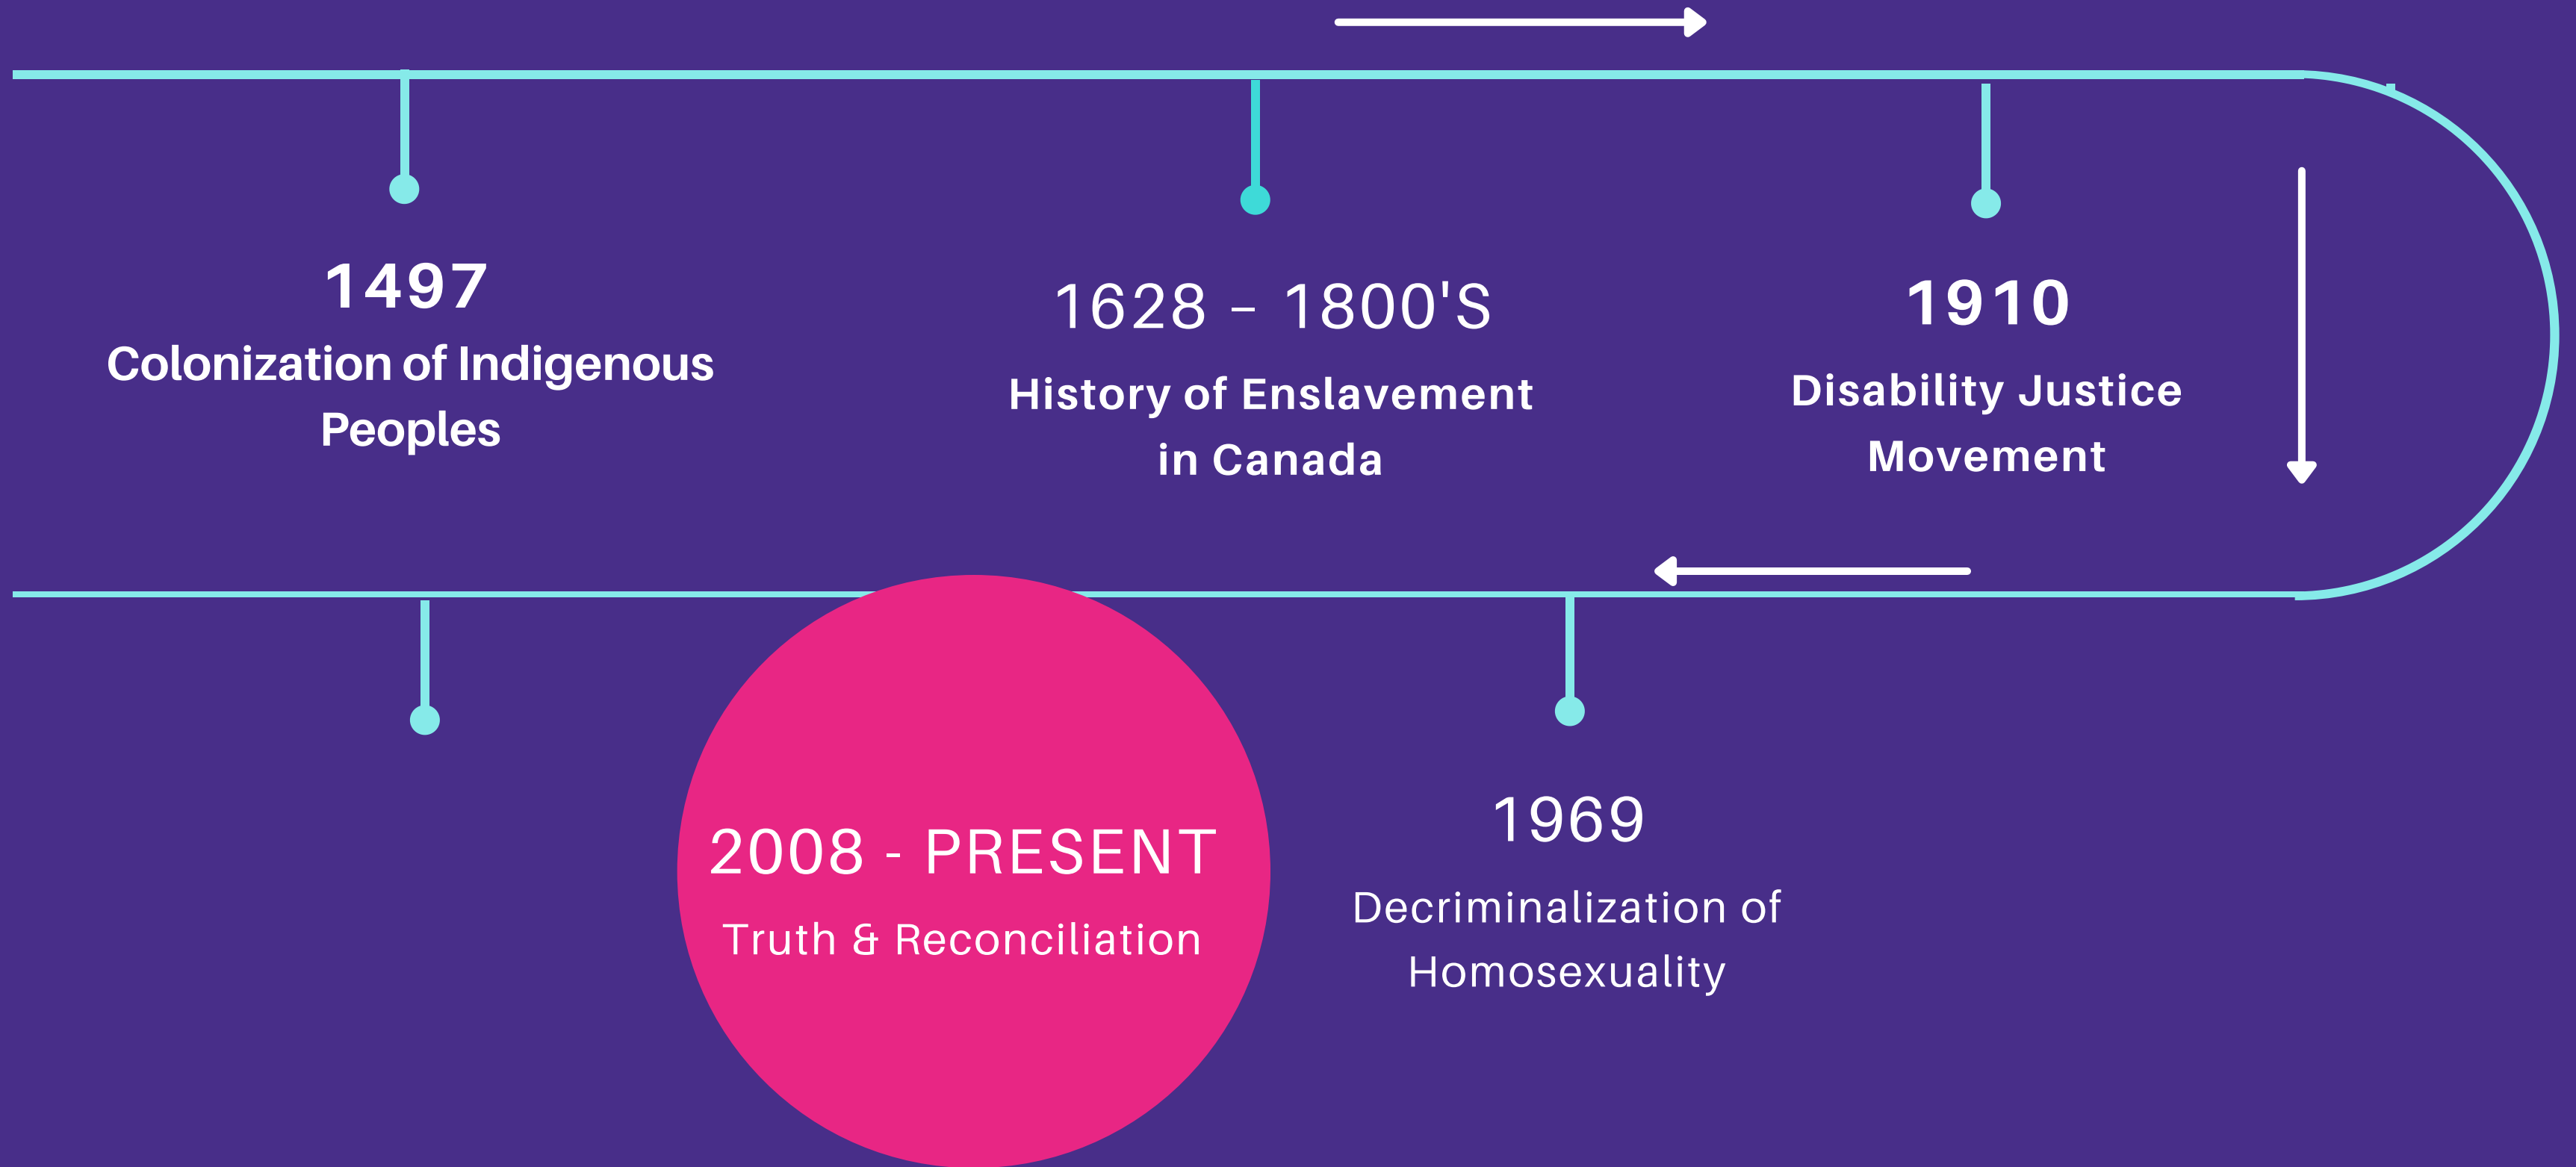 1497
Colonization of Indigenous
Peoples
1628 – 1800'S
History of Enslavement
in Canada
1910
Disability Justice
Movement
1969
Decriminalization of
Homosexuality
2008 - PRESENT
Truth & Reconciliation